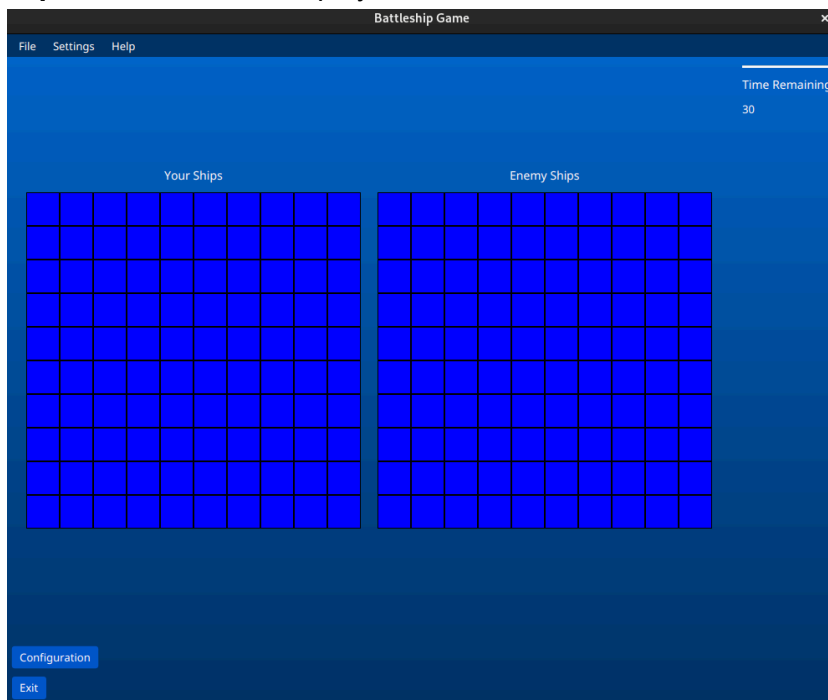 Battleship Game
File Settings Help
Time Remaining
30
Your Ships Enemy Ships
Configuration
Exit